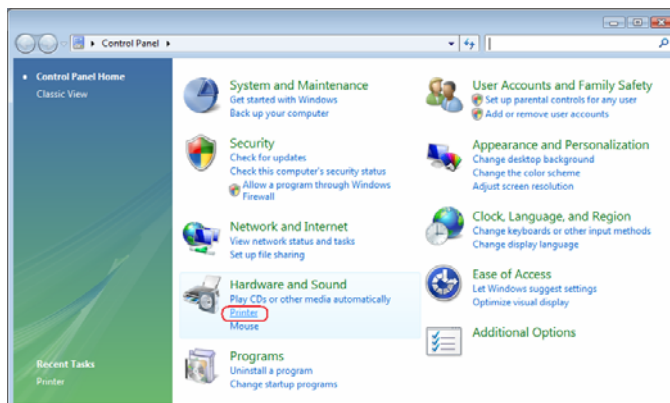 Control Panel
Control Panel Home
Classic View
System and Maintenance
Get started with Windows
Back up your computer
Security
Check for updates
Check this computer's security status
Allow a program through Windows
Firewall
Network and Internet
View network status and tasks
Set up file sharing
Hardware and Sound
Play CDs or other media automatically
Printer
Mouse
Programs
Uninstall a program
Change startup programs
User Accounts and Family Safety
Set up parental controls for any user
Add or remove user accounts
Appearance and Personalization
Change desktop background
Change the color scheme
Adjust screen resolution
Clock, Language, and Region
Change keyboards or other input methods
Change display language
Ease of Access
Let Windows suggest settings
Optimize visual display
Additional Options
Recent Tasks
Printer